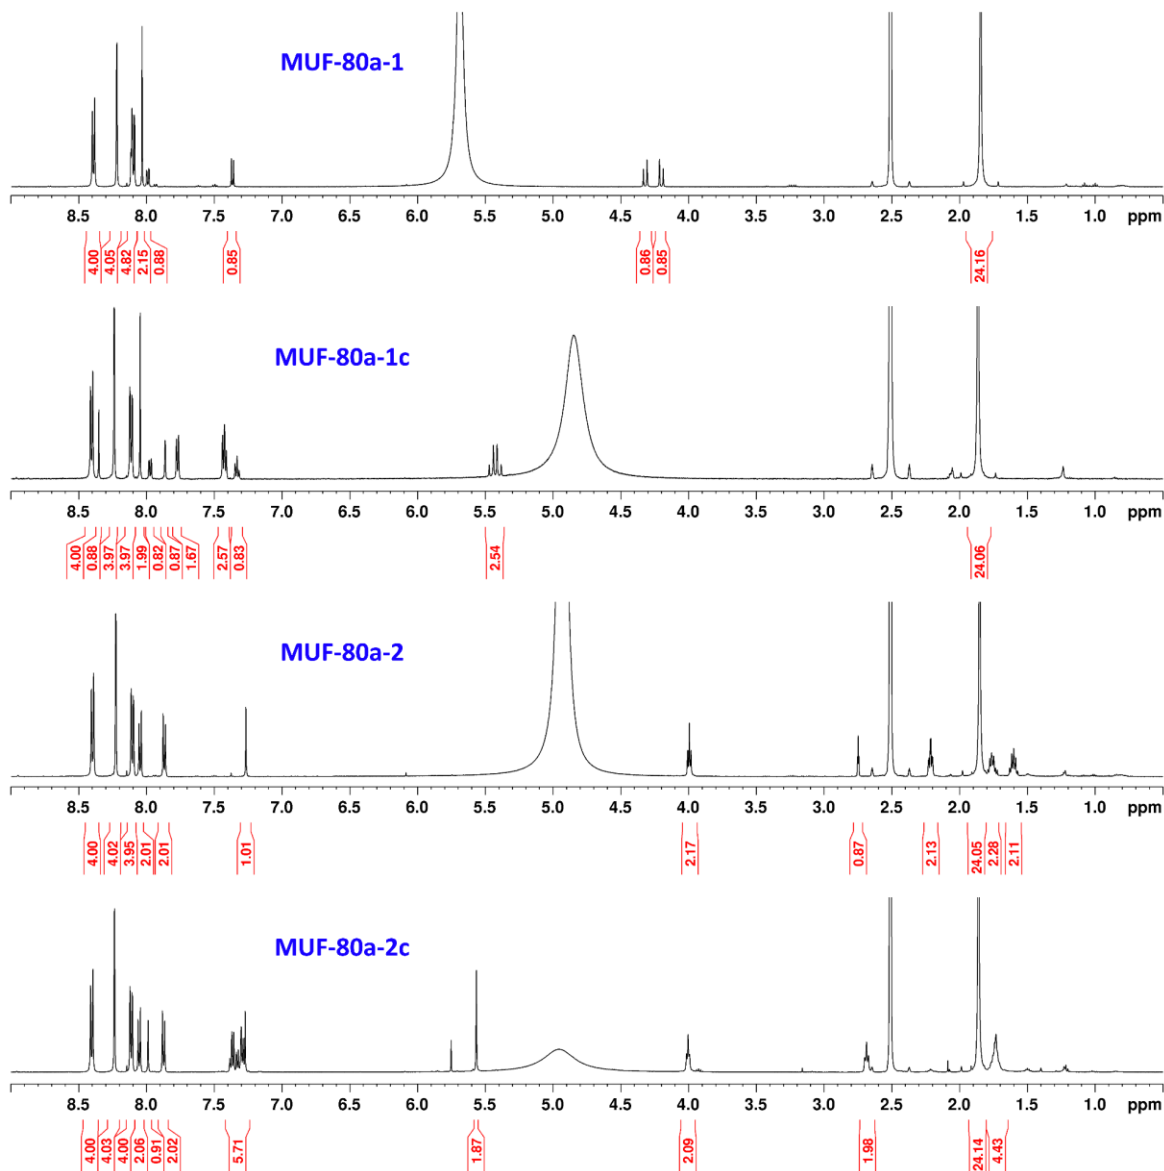 MUF-80a-1
8.5 8.0 7.5 7.0 6.5 6.0 5.5 5.0 4.5 4.0 3.5 3.0 2.5 2.0 1.5 1.0 ppm
4.00 4.05 4.82 2.15 0.88 0.85 0.86 0.85 24.16
MUF-80a-1c
8.5 8.0 7.5 7.0 6.5 6.0 5.5 5.0 4.5 4.0 3.5 3.0 2.5 2.0 1.5 1.0 ppm
4.00 0.88 3.97 3.97 1.99 0.82 0.87 1.67 2.57 0.83 2.54 24.06
MUF-80a-2
8.5 8.0 7.5 7.0 6.5 6.0 5.5 5.0 4.5 4.0 3.5 3.0 2.5 2.0 1.5 1.0 ppm
4.00 4.02 3.95 2.01 2.01 1.01 2.17 0.87 2.13 24.05 2.28 2.11
MUF-80a-2c
8.5 8.0 7.5 7.0 6.5 6.0 5.5 5.0 4.5 4.0 3.5 3.0 2.5 2.0 1.5 1.0 ppm
4.00 4.03 4.00 2.06 0.91 2.02 5.71 1.87 2.09 1.98 24.14 4.43